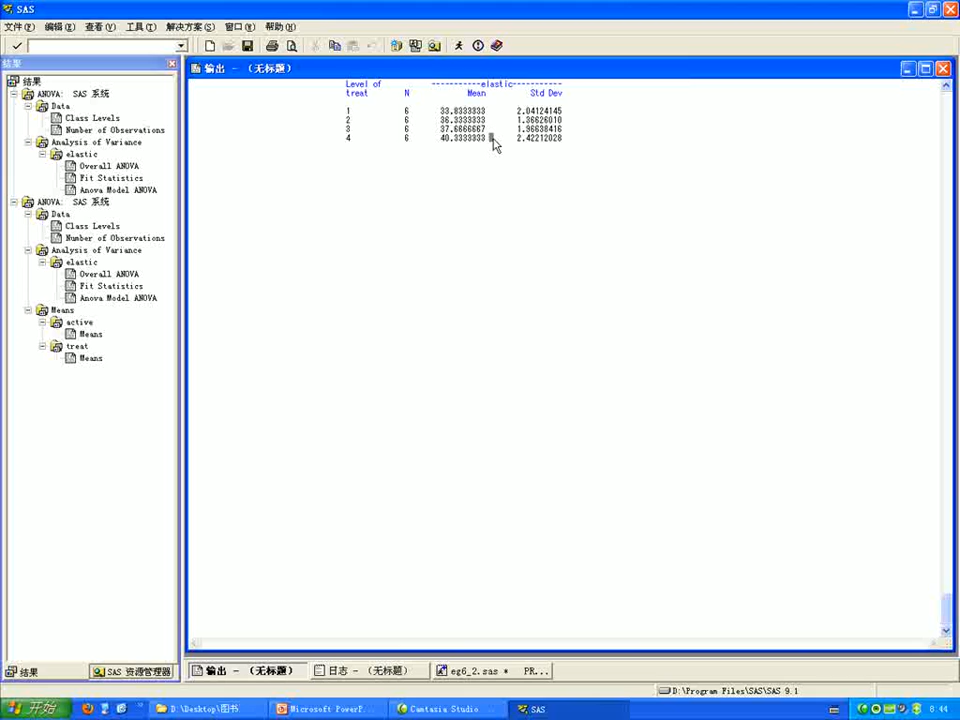 SAS
文件(F) 编辑(E) 查看(V) 工具(T) 解决方案(S) 窗口(W) 帮助(H)
结果
结果
ANOVA: SAS 系统
Data
Class Levels
Number of Observations
Analysis of Variance
elastic
Overall ANOVA
Fit Statistics
Anova Model ANOVA
ANOVA: SAS 系统
Data
Class Levels
Number of Observations
Analysis of Variance
elastic
Overall ANOVA
Fit Statistics
Anova Model ANOVA
Means
active
Means
treat
Means
输出 - (无标题)
Level of -----------elastic-----------
treat N Mean Std Dev
1 6 33.8333333 2.04124145
2 6 36.3333333 1.36626010
3 6 37.6666667 1.96638416
4 6 40.3333333 2.42212028
结果 SAS 资源管理器
输出 - (无标题) 日志 - (无标题) eg6_2.sas * PR...
D:\Program Files\SAS\SAS 9.1
开始 D:\Desktop\图书 Microsoft PowerP... Camtasia Studio SAS 8:44